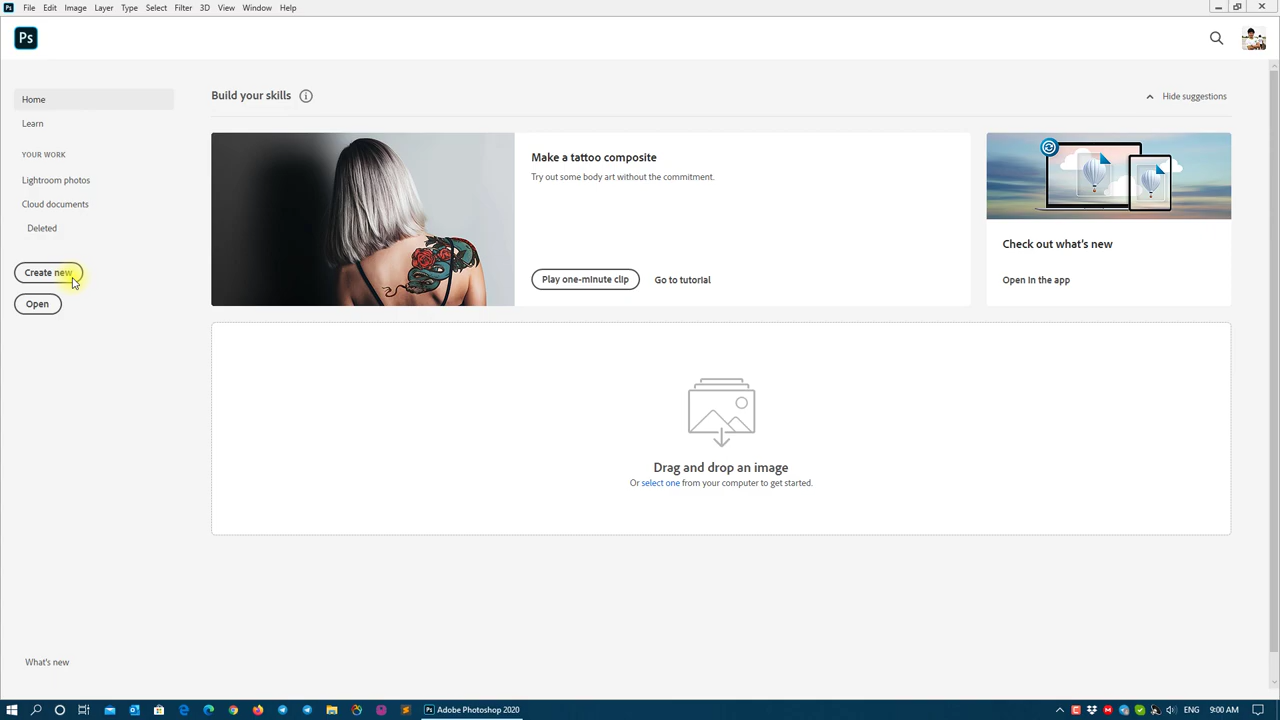 Ps File Edit Image Layer Type Select Filter 3D View Window Help
Ps
Home
Learn
YOUR WORK
Lightroom photos
Cloud documents
Deleted
Create new
Open
What's new
Build your skills
Hide suggestions
Make a tattoo composite
Try out some body art without the commitment.
Play one-minute clip Go to tutorial
Check out what's new
Open in the app
Drag and drop an image
Or select one from your computer to get started.
Adobe Photoshop 2020
9:00 AM